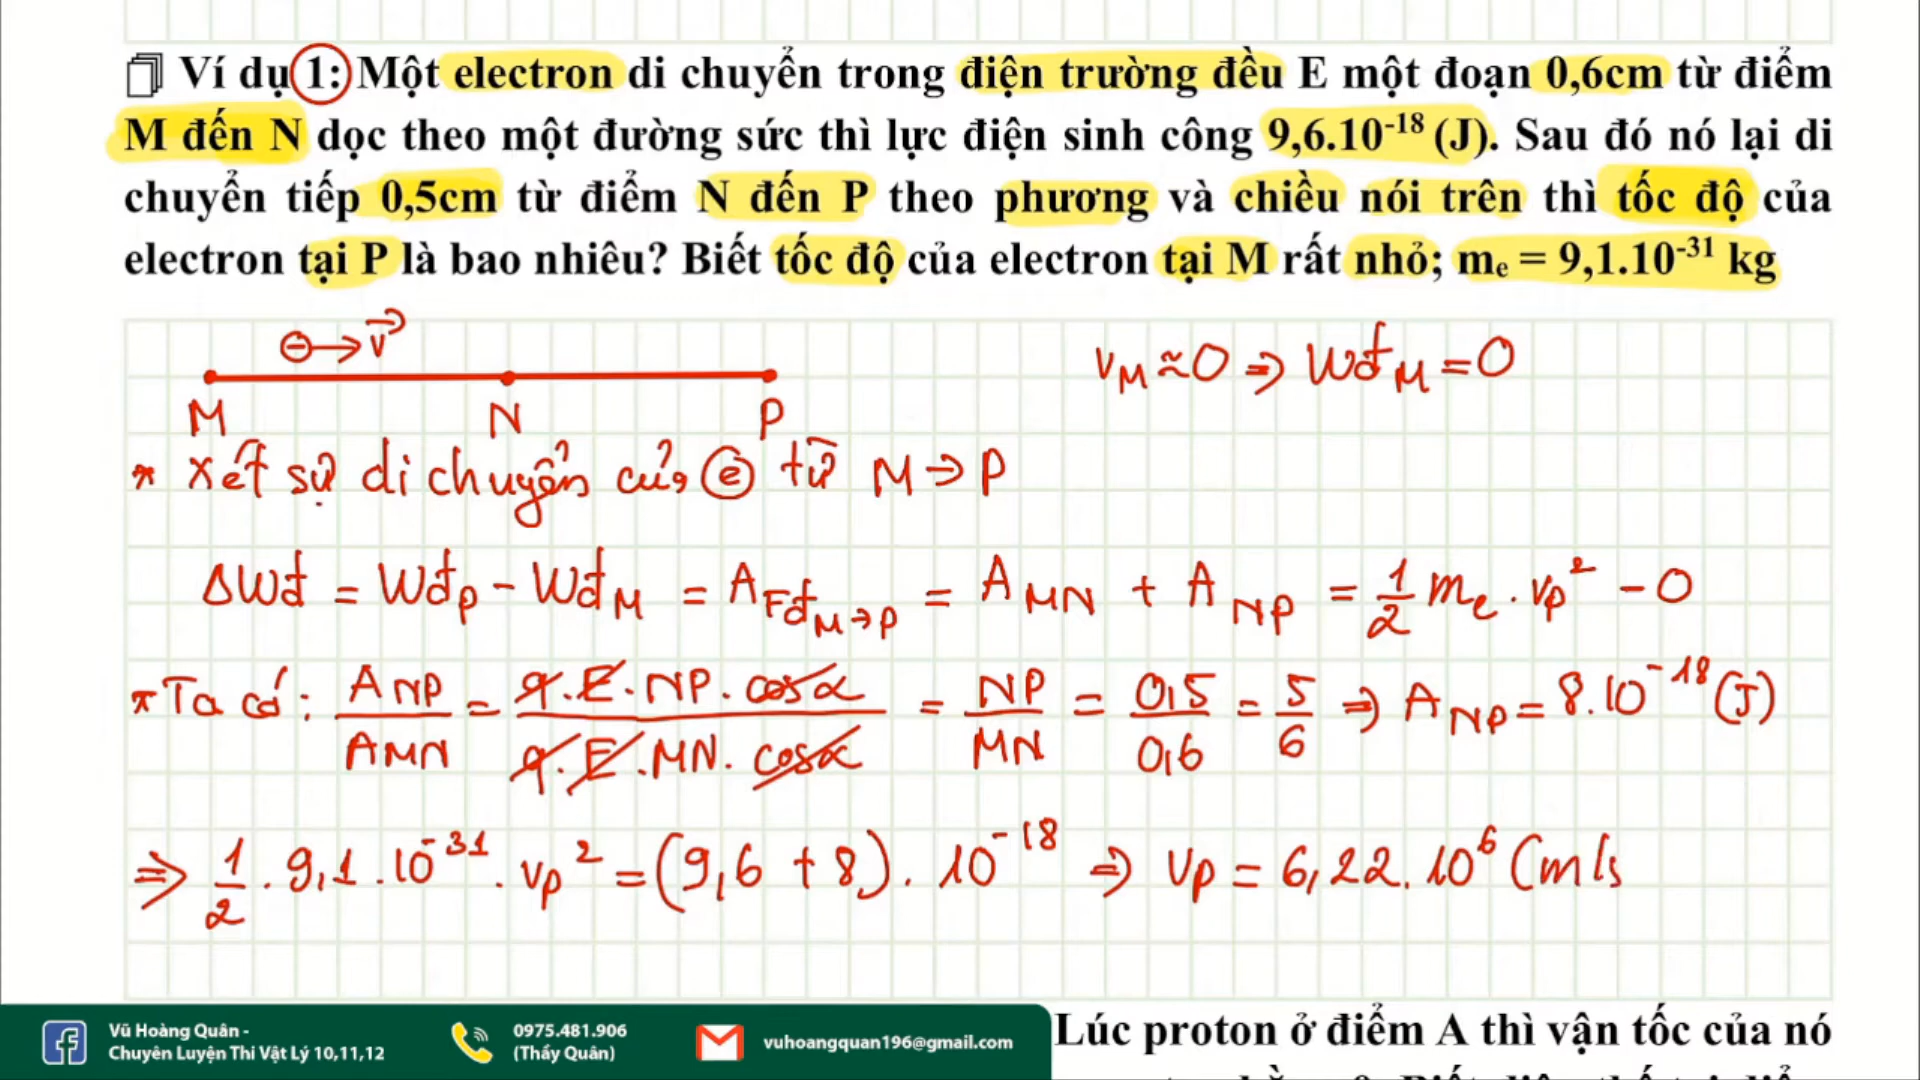 Ví dụ 1: Một electron di chuyển trong điện trường đều E một đoạn 0,6cm từ điểm
M đến N dọc theo một đường sức thì lực điện sinh công 9,6.10⁻¹⁸ (J). Sau đó nó lại di
chuyển tiếp 0,5cm từ điểm N đến P theo phương và chiều nói trên thì tốc độ của
electron tại P là bao nhiêu? Biết tốc độ của electron tại M rất nhỏ; mₑ = 9,1.10⁻³¹ kg
⊖→ v⃗
vM ≈ 0 ⇒ WđM = 0
M N P
* Xét sự di chuyển của e từ M → P
ΔWđ = WđP - WđM = A Fđ M→P = A MN + A NP = 1/2 me . vp² - 0
* Ta có: ANP/AMN = q.E.NP.cosα/q.E.MN.cosα = NP/MN = 0,5/0,6 = 5/6 ⇒ A NP = 8.10⁻¹⁸ (J)
⇒ 1/2 . 9,1.10⁻³¹ . vp² = (9,6 + 8). 10⁻¹⁸ ⇒ vp = 6,22.10⁶ (m/s
Vũ Hoàng Quân -
Chuyên Luyện Thi Vật Lý 10,11,12
0975.481.906
(Thầy Quân)
vuhoangquan196@gmail.com
Lúc proton ở điểm A thì vận tốc của nó